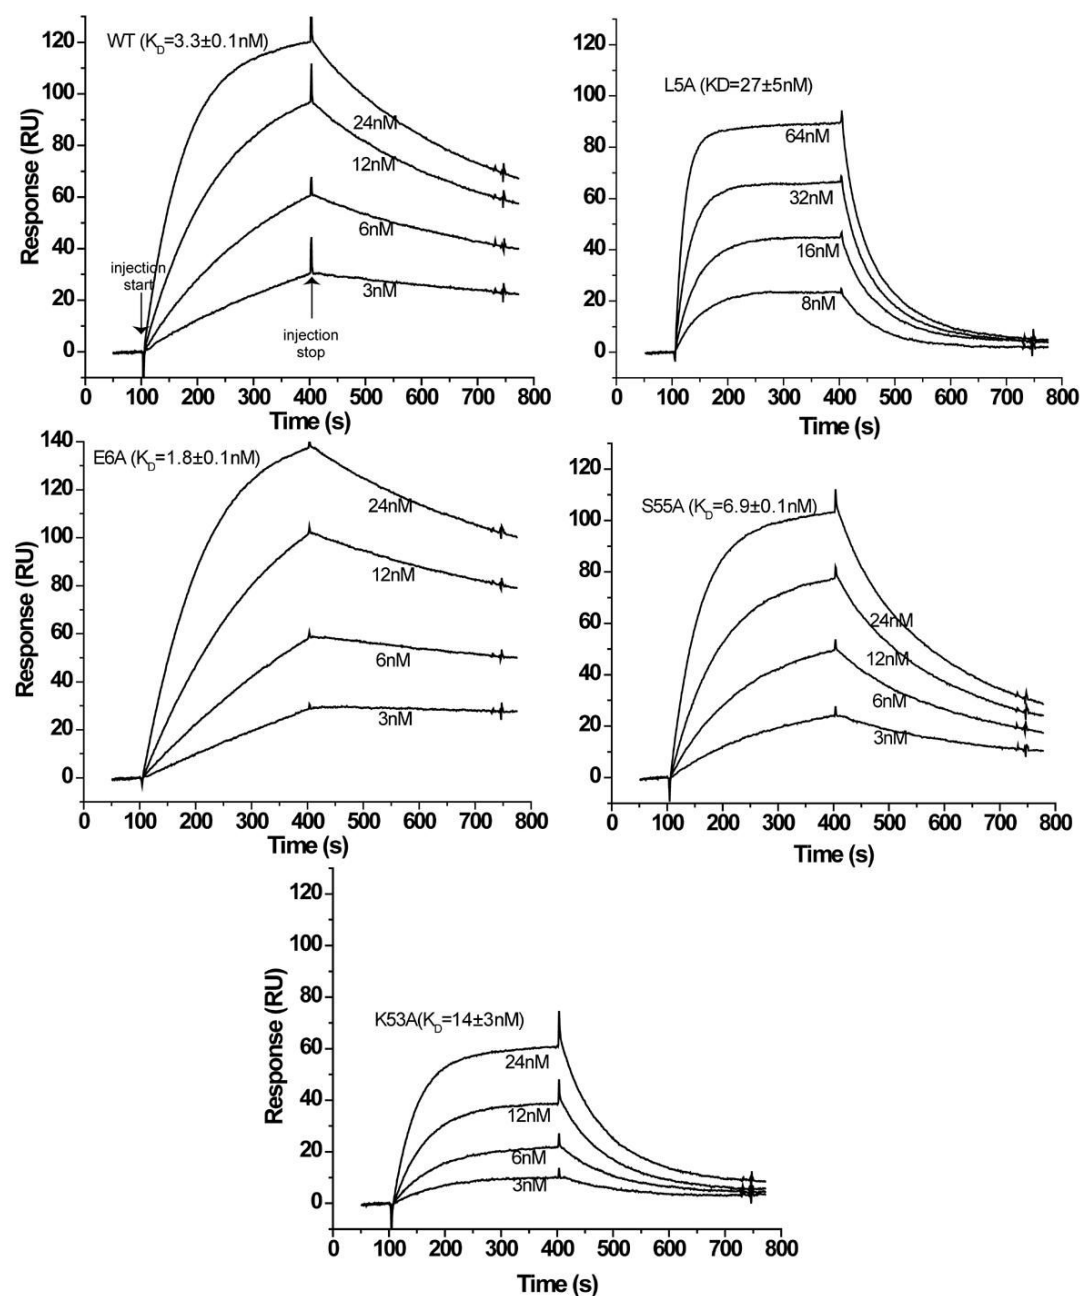 WT (K_D=3.3±0.1nM)
120
100
80
60
40
20
0
Response (RU)
24nM
12nM
6nM
3nM
injection
start
injection
stop
0 100 200 300 400 500 600 700 800
Time (s)
L5A (KD=27±5nM)
120
100
80
60
40
20
0
64nM
32nM
16nM
8nM
0 100 200 300 400 500 600 700 800
Time (s)
E6A (K_D=1.8±0.1nM)
140
120
100
80
60
40
20
0
Response (RU)
24nM
12nM
6nM
3nM
0 100 200 300 400 500 600 700 800
Time (s)
S55A (K_D=6.9±0.1nM)
120
100
80
60
40
20
0
24nM
12nM
6nM
3nM
0 100 200 300 400 500 600 700 800
Time (s)
K53A(K_D=14±3nM)
120
100
80
60
40
20
0
Response (RU)
24nM
12nM
6nM
3nM
0 100 200 300 400 500 600 700 800
Time (s)